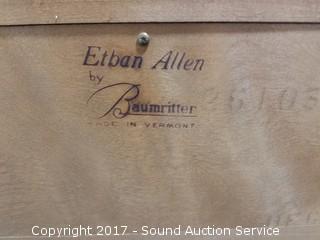 Ethan Allen
by
Baumritter
MADE IN VERMONT
Copyright 2017 - Sound Auction Service